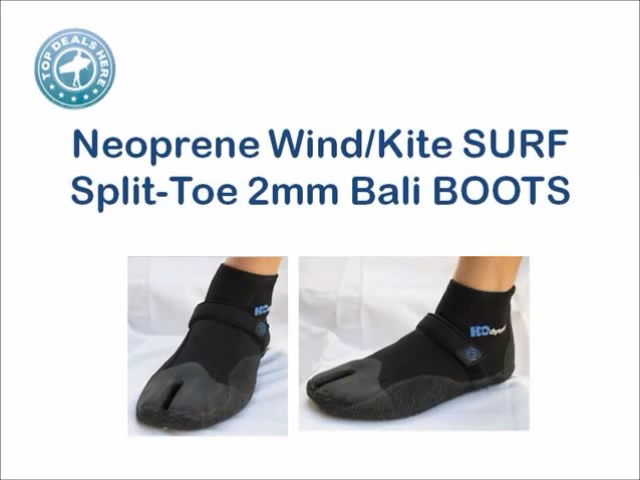 TOP DEALS HERE
Neoprene Wind/Kite SURF
Split-Toe 2mm Bali BOOTS